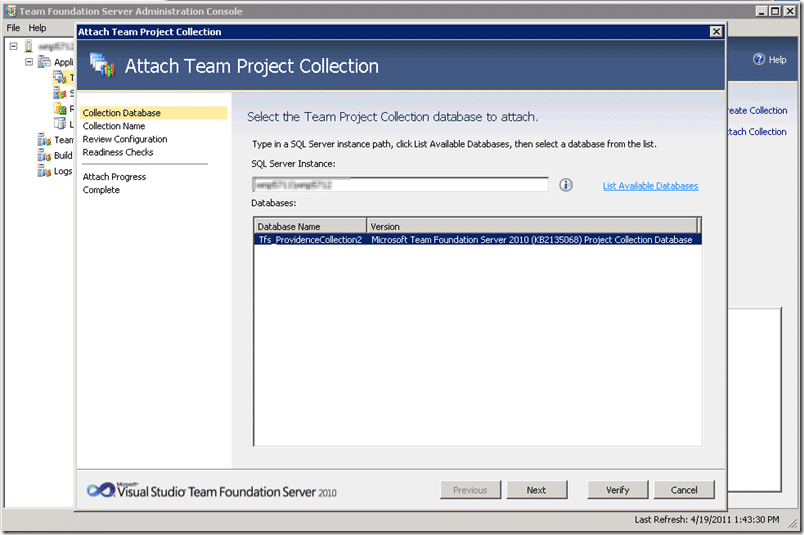 Team Foundation Server Administration Console
File Help
Attach Team Project Collection
Attach Team Project Collection
Help
Appli
Team
Build
Logs
reate Collection
ttach Collection
Collection Database
Collection Name
Review Configuration
Readiness Checks
Attach Progress
Complete
Select the Team Project Collection database to attach.
Type in a SQL Server instance path, click List Available Databases, then select a database from the list.
SQL Server Instance:
List Available Databases
Databases:
Database Name Version
Tfs_ProvidenceCollection2 Microsoft Team Foundation Server 2010 (KB2135068) Project Collection Database
Microsoft
Visual Studio Team Foundation Server 2010
Previous Next Verify Cancel
Last Refresh: 4/19/2011 1:43:30 PM